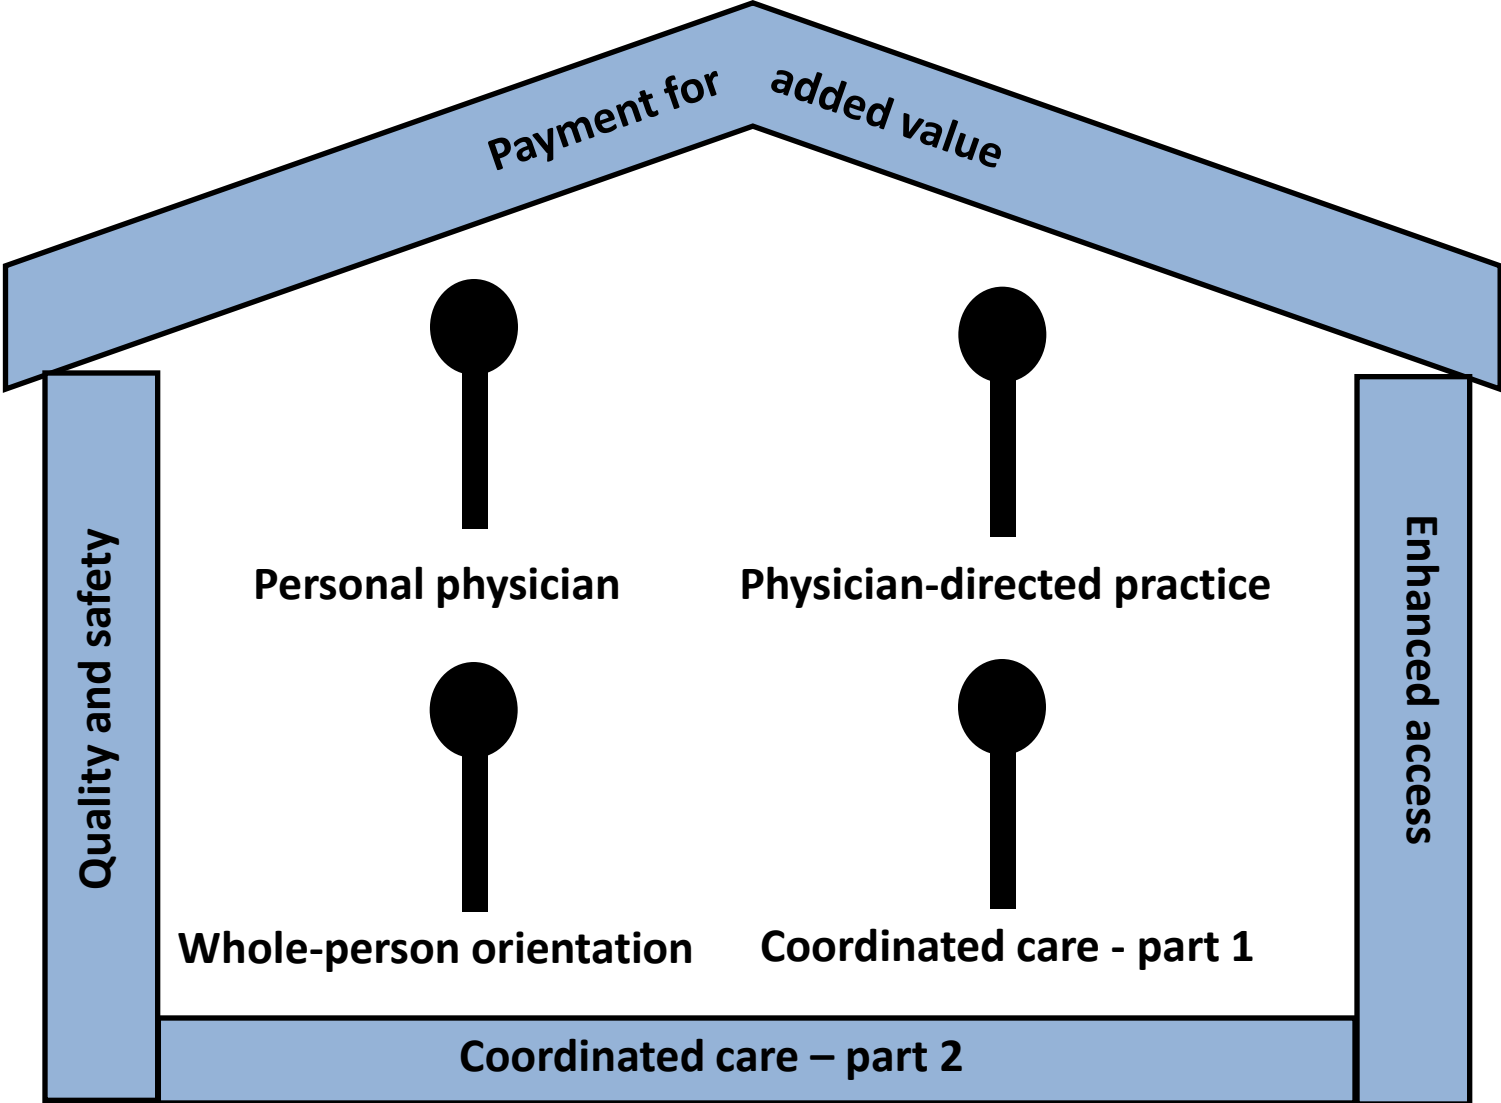 Payment for added value
Personal physician
Physician-directed practice
Quality and safety
Enhanced access
Whole-person orientation
Coordinated care - part 1
Coordinated care – part 2